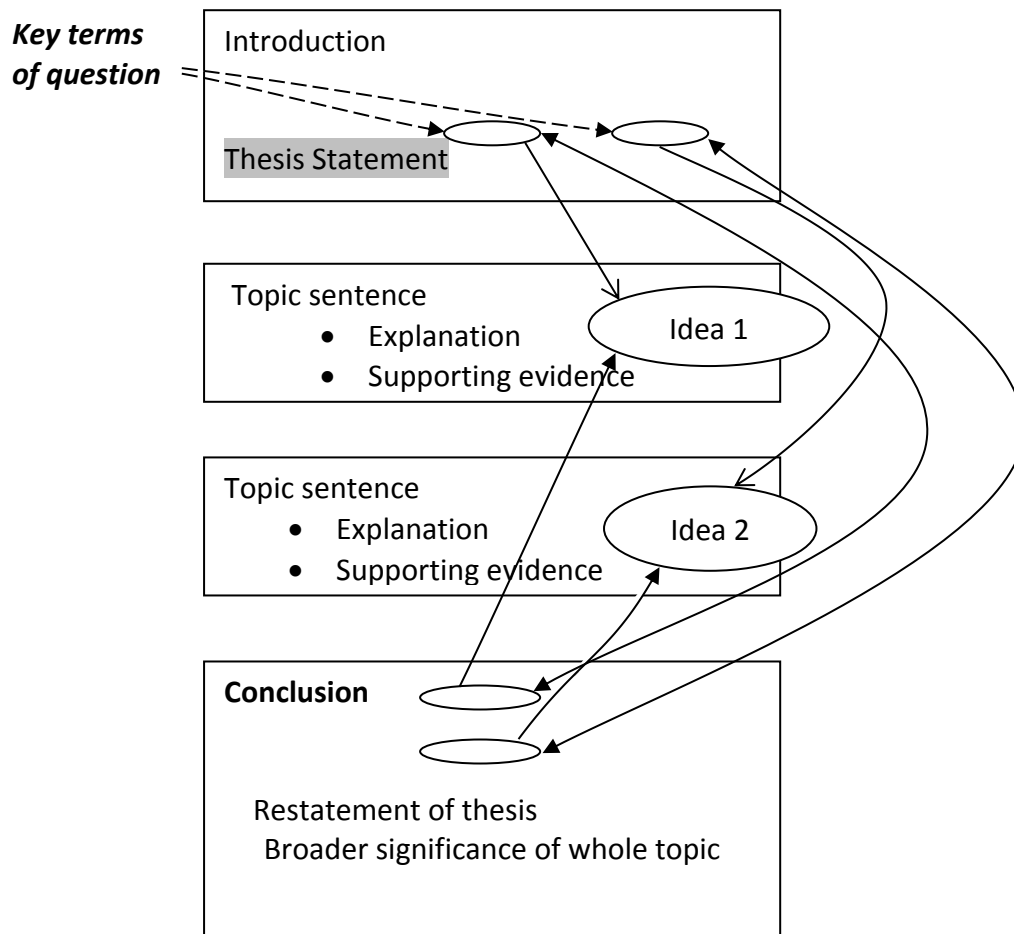 Key terms
of question
Introduction
Thesis Statement
Topic sentence
• Explanation
• Supporting evidence
Idea 1
Topic sentence
• Explanation
• Supporting evidence
Idea 2
Conclusion
Restatement of thesis
Broader significance of whole topic